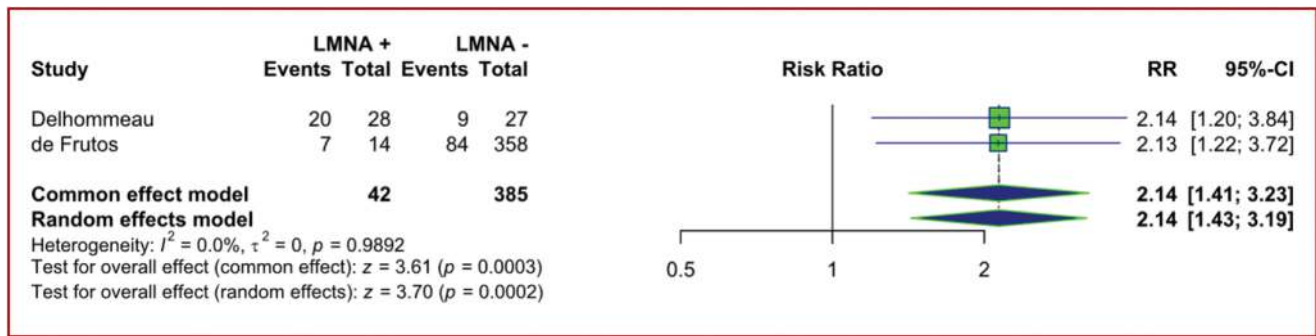 LMNA + LMNA -
Study Events Total Events Total Risk Ratio RR 95%-CI
Delhommeau 20 28 9 27 2.14 [1.20; 3.84]
de Frutos 7 14 84 358 2.13 [1.22; 3.72]
Common effect model 42 385 2.14 [1.41; 3.23]
Random effects model 2.14 [1.43; 3.19]
Heterogeneity: I² = 0.0%, τ² = 0, p = 0.9892
Test for overall effect (common effect): z = 3.61 (p = 0.0003)
Test for overall effect (random effects): z = 3.70 (p = 0.0002)
0.5 1 2